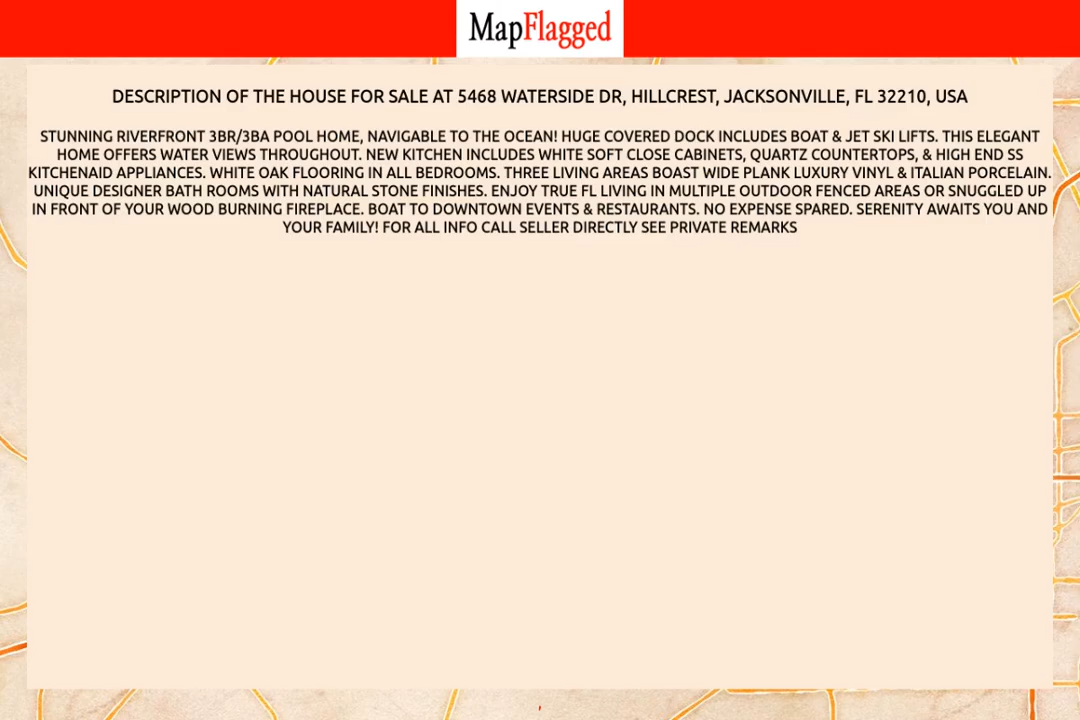 MapFlagged
DESCRIPTION OF THE HOUSE FOR SALE AT 5468 WATERSIDE DR, HILLCREST, JACKSONVILLE, FL 32210, USA
STUNNING RIVERFRONT 3BR/3BA POOL HOME, NAVIGABLE TO THE OCEAN! HUGE COVERED DOCK INCLUDES BOAT & JET SKI LIFTS. THIS ELEGANT
HOME OFFERS WATER VIEWS THROUGHOUT. NEW KITCHEN INCLUDES WHITE SOFT CLOSE CABINETS, QUARTZ COUNTERTOPS, & HIGH END SS
KITCHENAID APPLIANCES. WHITE OAK FLOORING IN ALL BEDROOMS. THREE LIVING AREAS BOAST WIDE PLANK LUXURY VINYL & ITALIAN PORCELAIN.
UNIQUE DESIGNER BATH ROOMS WITH NATURAL STONE FINISHES. ENJOY TRUE FL LIVING IN MULTIPLE OUTDOOR FENCED AREAS OR SNUGGLED UP
IN FRONT OF YOUR WOOD BURNING FIREPLACE. BOAT TO DOWNTOWN EVENTS & RESTAURANTS. NO EXPENSE SPARED. SERENITY AWAITS YOU AND
YOUR FAMILY! FOR ALL INFO CALL SELLER DIRECTLY SEE PRIVATE REMARKS
,